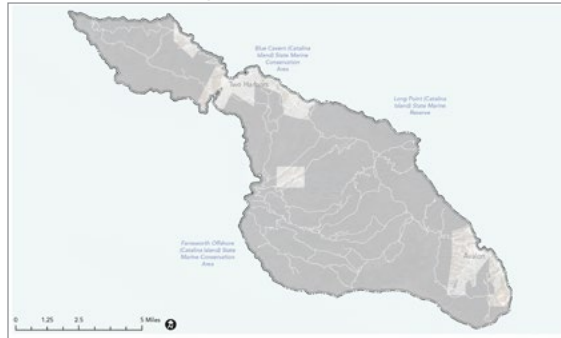 Blue Cavern (Catalina
Island) State Marine
Conservation
Area
Two Harbors
Long Point (Catalina
Island) State Marine
Reserve
Farnsworth Offshore
(Catalina Island) State
Marine Conservation
Area
Avalon
0 1.25 2.5 5 Miles